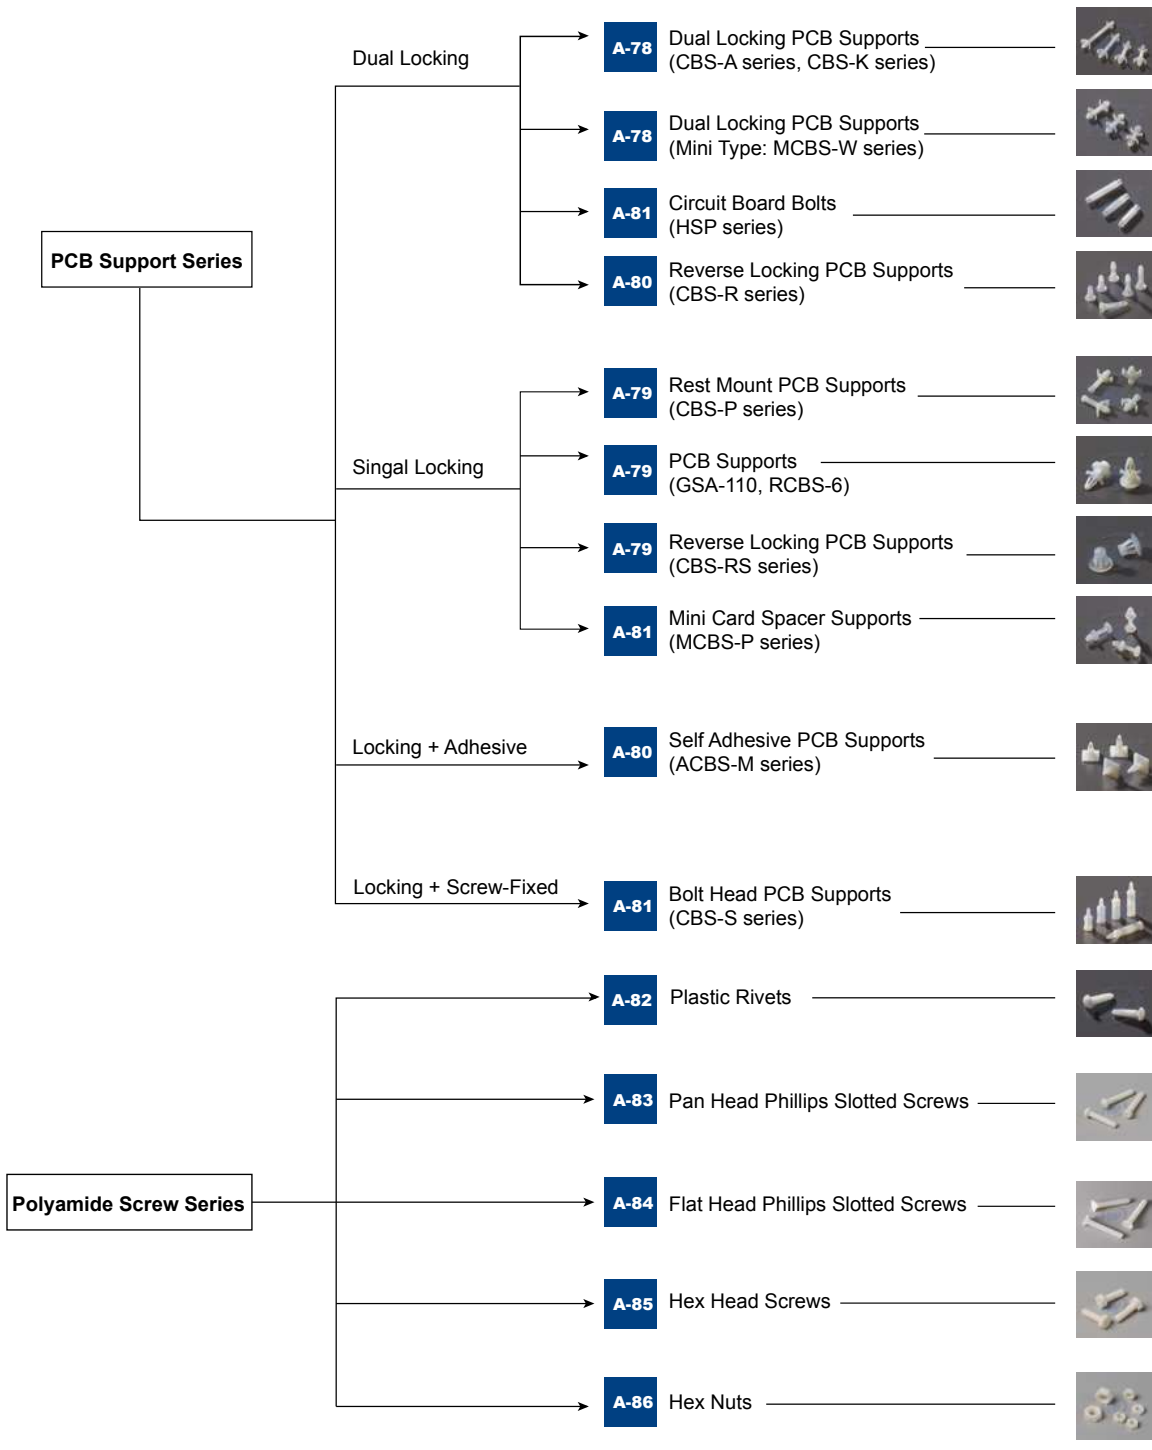 Dual Locking
A-78
Dual Locking PCB Supports
(CBS-A series, CBS-K series)
A-78
Dual Locking PCB Supports
(Mini Type: MCBS-W series)
A-81
Circuit Board Bolts
(HSP series)
A-80
Reverse Locking PCB Supports
(CBS-R series)
PCB Support Series
A-79
Rest Mount PCB Supports
(CBS-P series)
Singal Locking
A-79
PCB Supports
(GSA-110, RCBS-6)
A-79
Reverse Locking PCB Supports
(CBS-RS series)
A-81
Mini Card Spacer Supports
(MCBS-P series)
Locking + Adhesive
A-80
Self Adhesive PCB Supports
(ACBS-M series)
Locking + Screw-Fixed
A-81
Bolt Head PCB Supports
(CBS-S series)
A-82
Plastic Rivets
A-83
Pan Head Phillips Slotted Screws
Polyamide Screw Series
A-84
Flat Head Phillips Slotted Screws
A-85
Hex Head Screws
A-86
Hex Nuts